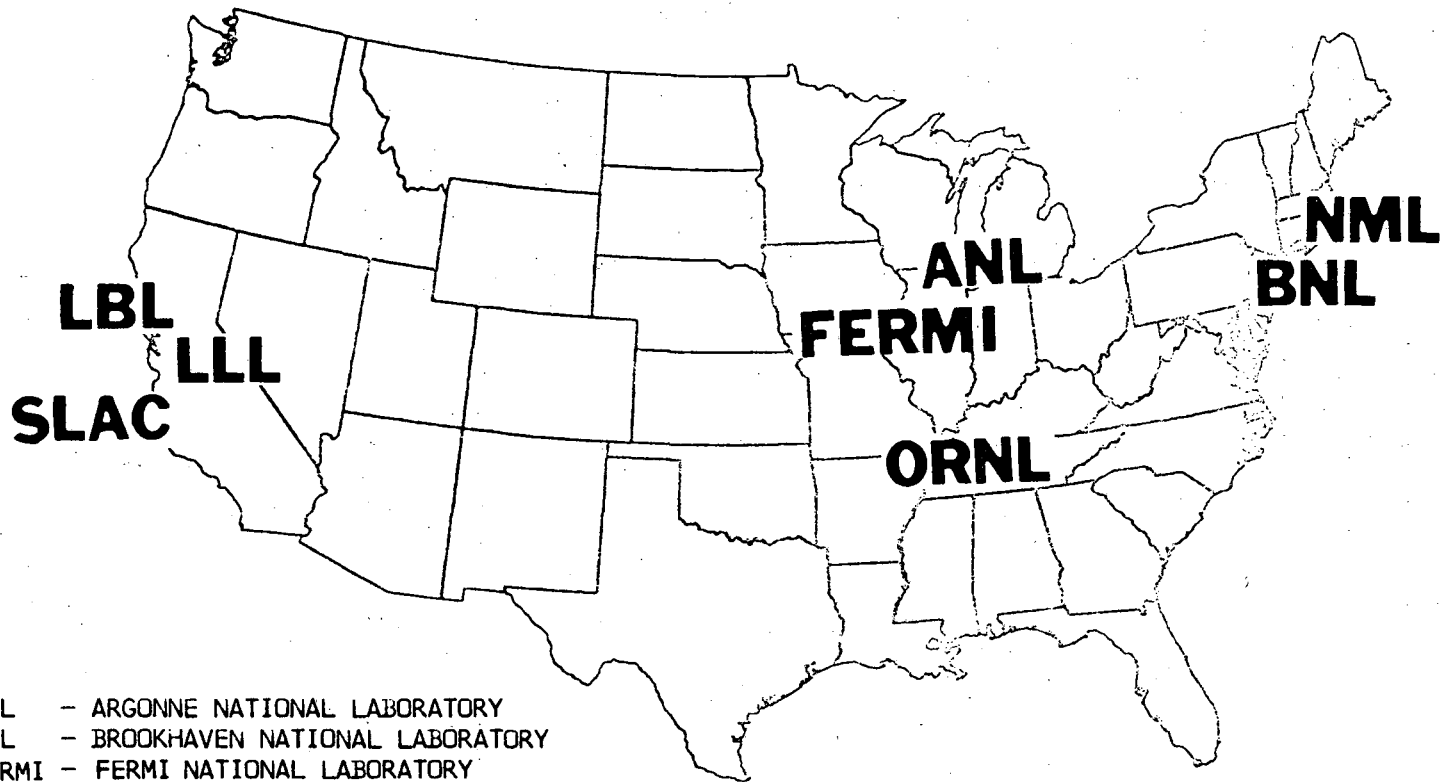 NML
ANL
BNL
LBL
FERMI
LLL
SLAC
ORNL
L - ARGONNE NATIONAL LABORATORY
L - BROOKHAVEN NATIONAL LABORATORY
RMI - FERMI NATIONAL LABORATORY